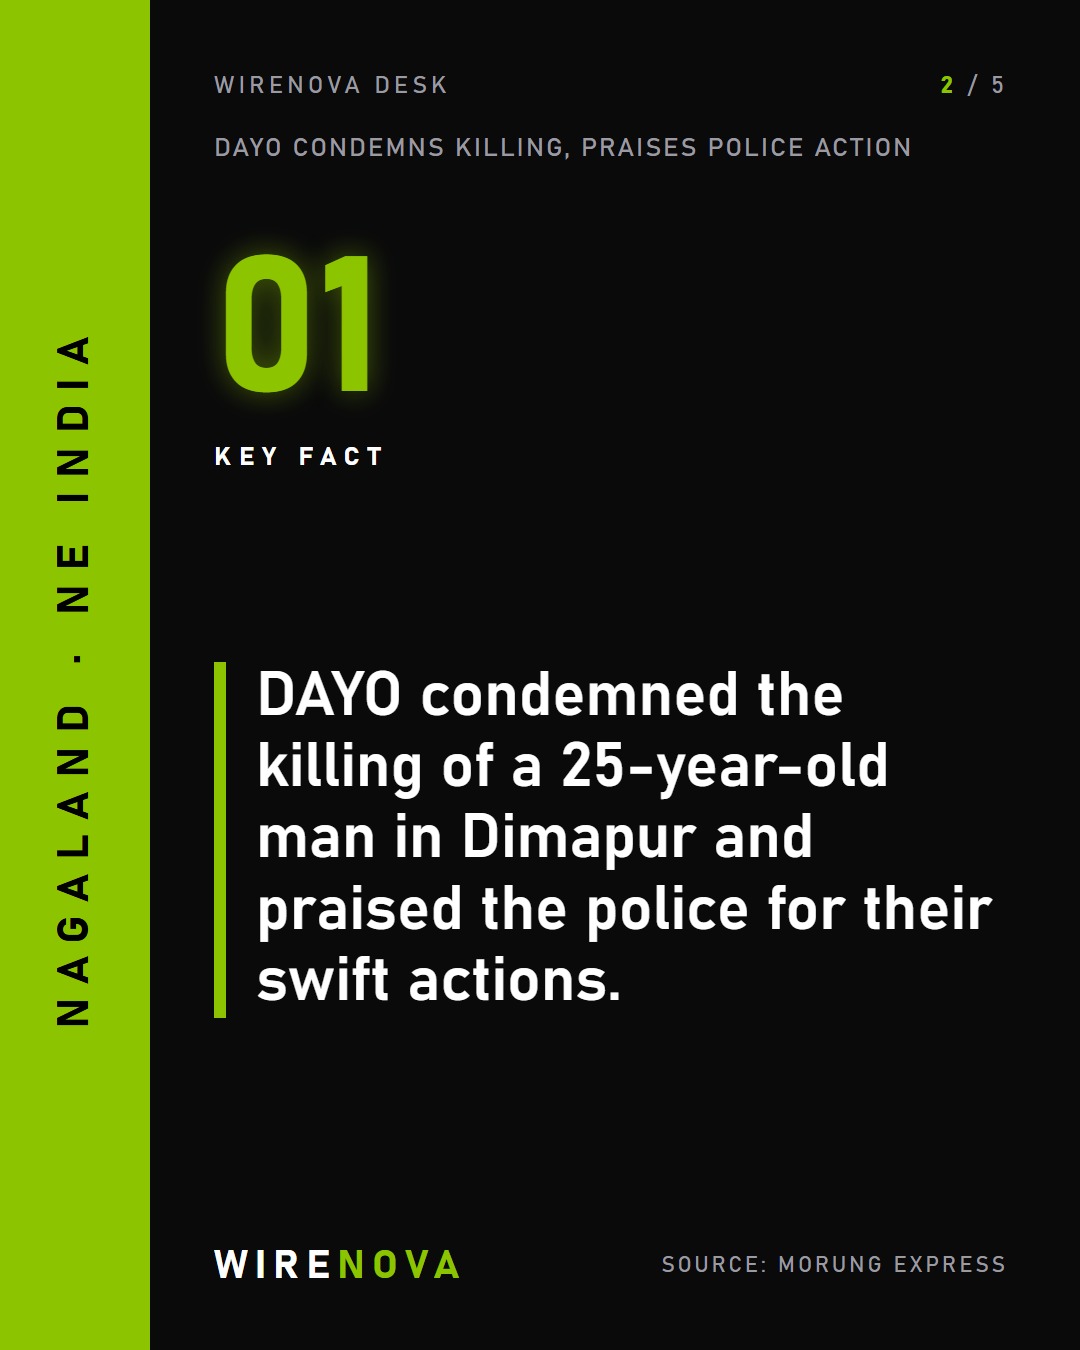 WIRENOVA DESK
2 / 5
DAYO CONDEMNS KILLING, PRAISES POLICE ACTION
01
KEY FACT
NAGALAND · NE INDIA
DAYO condemned the
killing of a 25-year-old
man in Dimapur and
praised the police for their
swift actions.
WIRENOVA
SOURCE: MORUNG EXPRESS